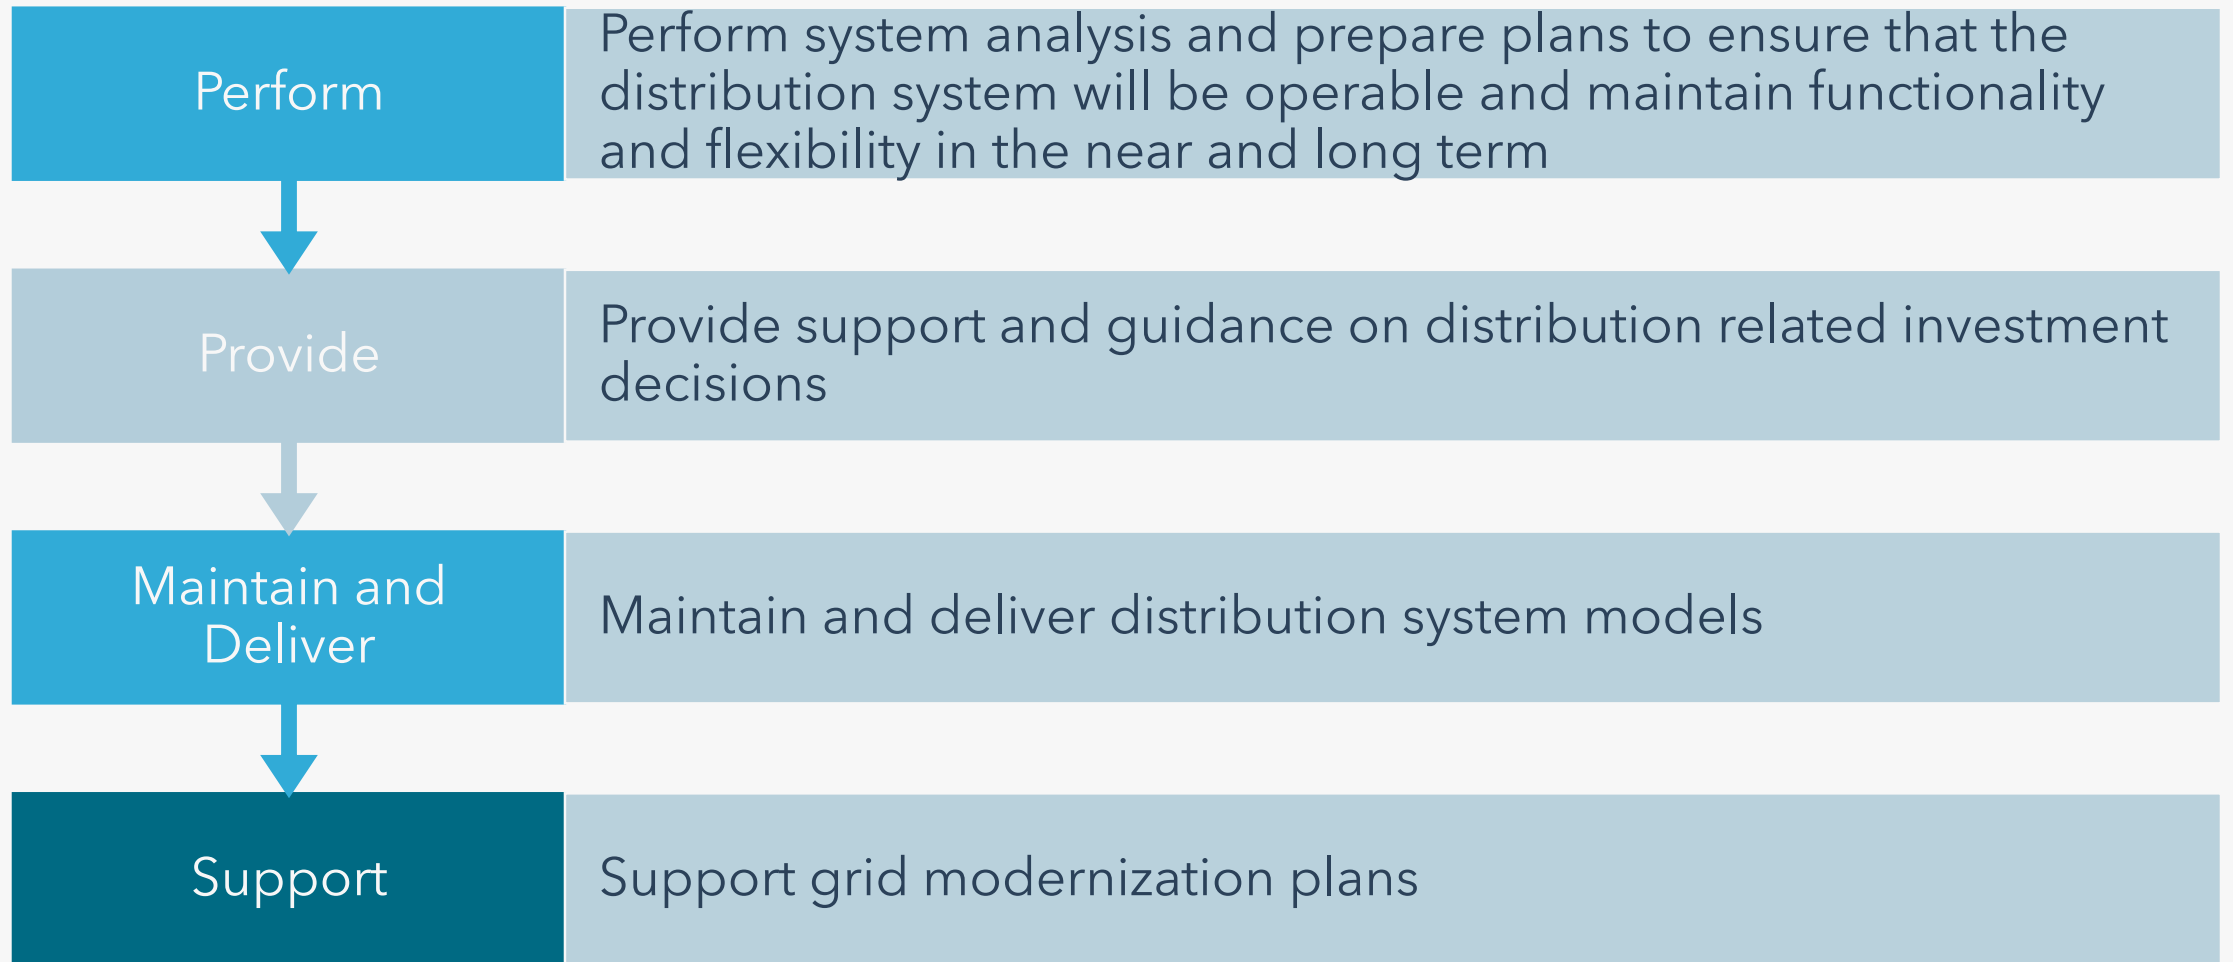 Perform
Perform system analysis and prepare plans to ensure that the
distribution system will be operable and maintain functionality
and flexibility in the near and long term
Provide
Provide support and guidance on distribution related investment
decisions
Maintain and
Deliver
Maintain and deliver distribution system models
Support
Support grid modernization plans